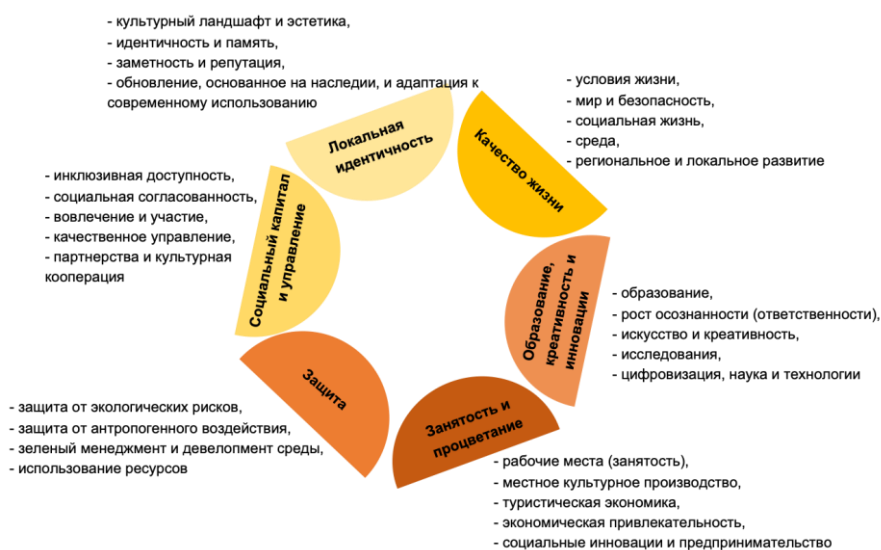 - культурный ландшафт и эстетика,
- идентичность и память,
- заметность и репутация,
- обновление, основанное на наследии, и адаптация к
современному использованию
Локальная
идентичность
Качество жизни
- условия жизни,
- мир и безопасность,
- социальная жизнь,
- среда,
- региональное и локальное развитие
- инклюзивная доступность,
- социальная согласованность,
- вовлечение и участие,
- качественное управление,
- партнерства и культурная
кооперация
Социальный капитал
и управление
Образование,
креативность и
инновации
- образование,
- рост осознанности (ответственности),
- искусство и креативность,
- исследования,
- цифровизация, наука и технологии
Защита
- защита от экологических рисков,
- защита от антропогенного воздействия,
- зеленый менеджмент и девелопмент среды,
- использование ресурсов
Занятость и
процветание
- рабочие места (занятость),
- местное культурное производство,
- туристическая экономика,
- экономическая привлекательность,
- социальные инновации и предпринимательство